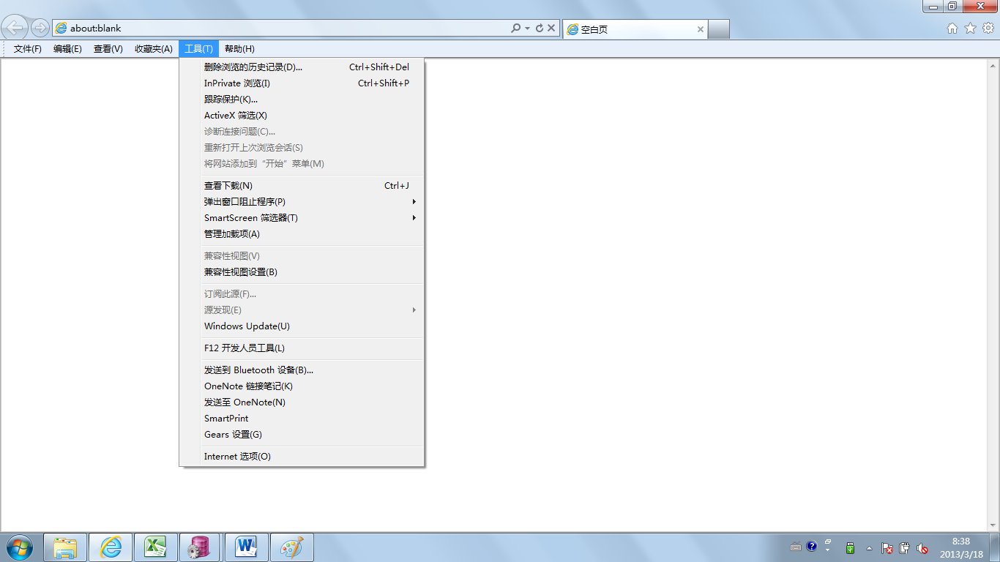 about:blank
空白页
文件(F) 编辑(E) 查看(V) 收藏夹(A) 工具(T) 帮助(H)
删除浏览的历史记录(D)... Ctrl+Shift+Del
InPrivate 浏览(I) Ctrl+Shift+P
跟踪保护(K)...
ActiveX 筛选(X)
诊断连接问题(C)...
重新打开上次浏览会话(S)
将网站添加到“开始”菜单(M)
查看下载(N) Ctrl+J
弹出窗口阻止程序(P)
SmartScreen 筛选器(T)
管理加载项(A)
兼容性视图(V)
兼容性视图设置(B)
订阅此源(F)...
源发现(E)
Windows Update(U)
F12 开发人员工具(L)
发送到 Bluetooth 设备(B)...
OneNote 链接笔记(K)
发送至 OneNote(N)
SmartPrint
Gears 设置(G)
Internet 选项(O)
8:38
2013/3/18